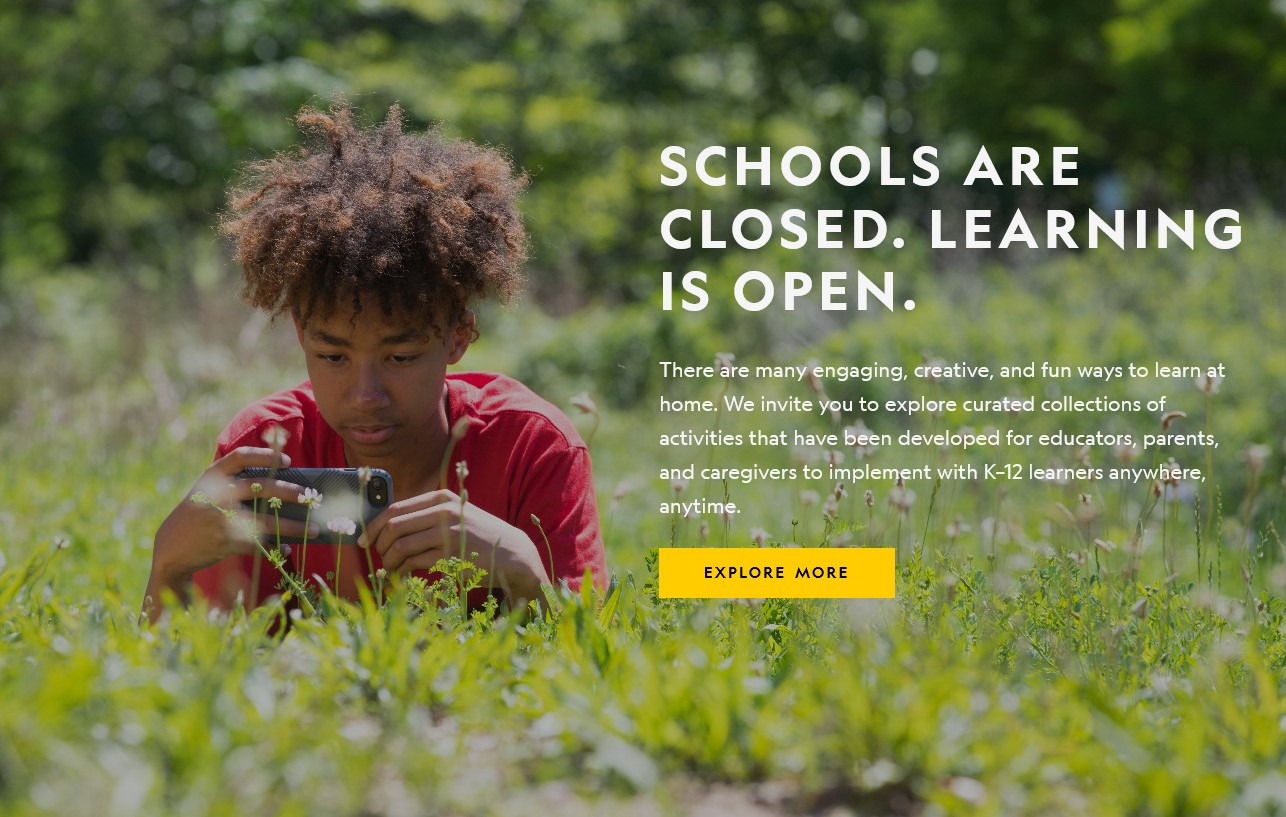 SCHOOLS ARE
CLOSED. LEARNING
IS OPEN.
There are many engaging, creative, and fun ways to learn at
home. We invite you to explore curated collections of
activities that have been developed for educators, parents,
and caregivers to implement with K–12 learners anywhere,
anytime.
EXPLORE MORE